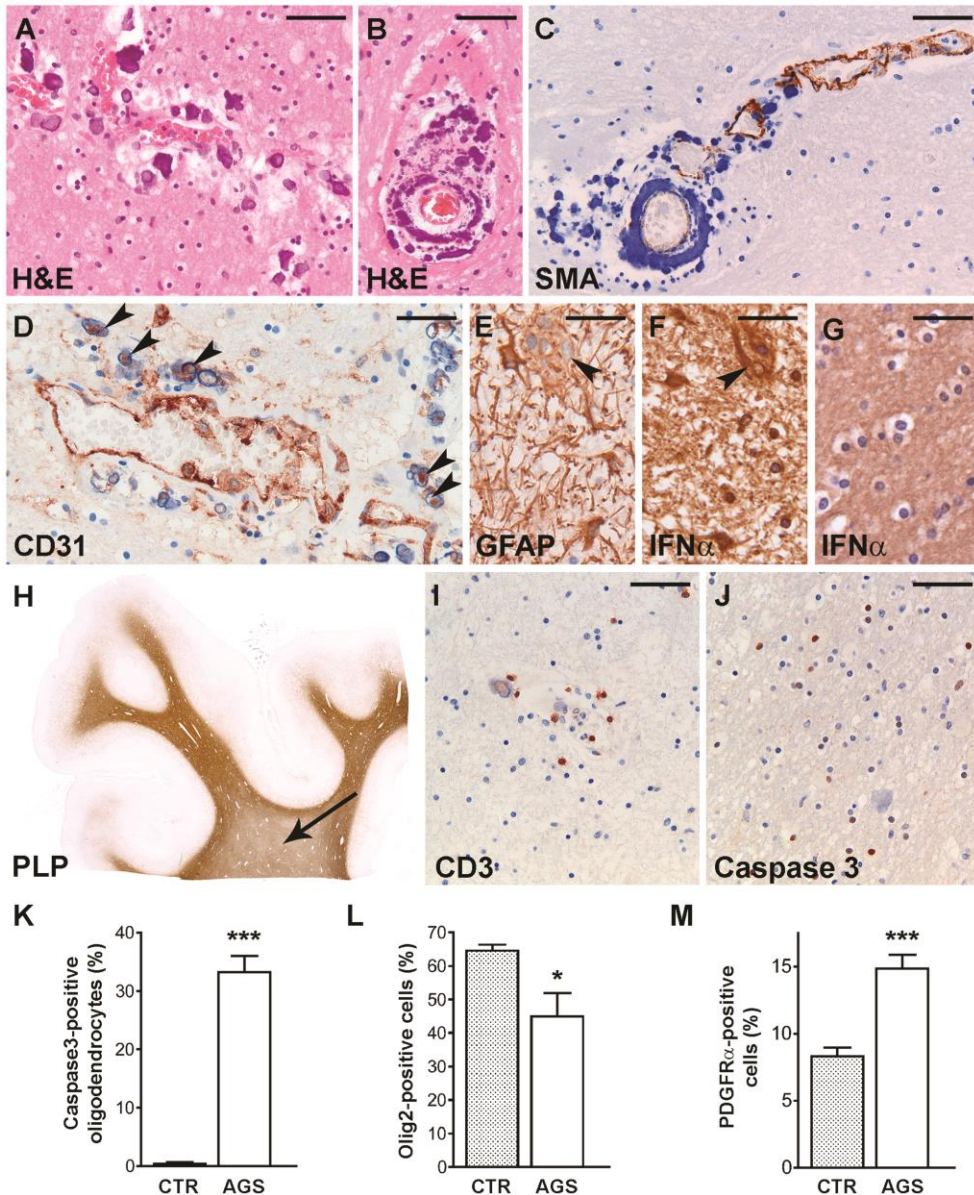 A
H&E
B
H&E
C
SMA
D
CD31
E
GFAP
F
IFNα
G
IFNα
H
PLP
I
CD3
J
Caspase 3
K
Caspase3-positive
oligodendrocytes (%)
40
30
20
10
0
***
CTR AGS
L
Olig2-positive cells (%)
70
60
50
40
30
20
10
0
*
CTR AGS
M
PDGFRα-positive
cells (%)
15
10
5
0
***
CTR AGS